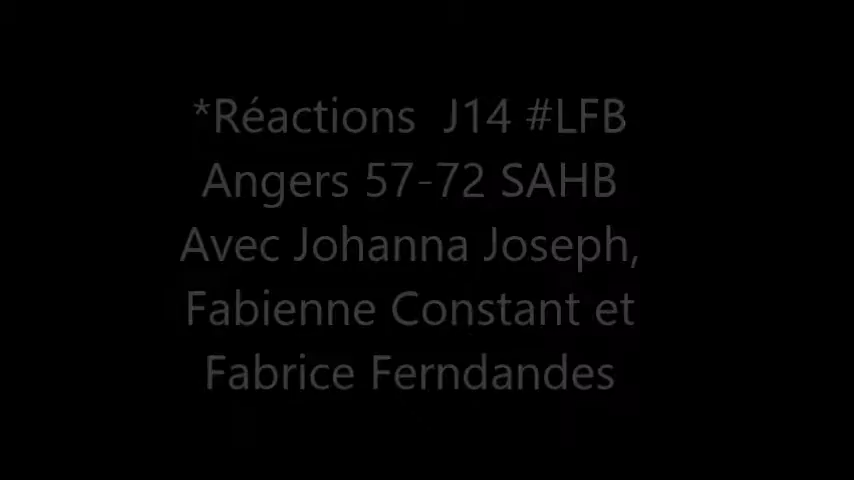 *Réactions  J14 #LFB
Angers 57-72 SAHB
Avec Johanna Joseph,
Fabienne Constant et
Fabrice Ferndandes